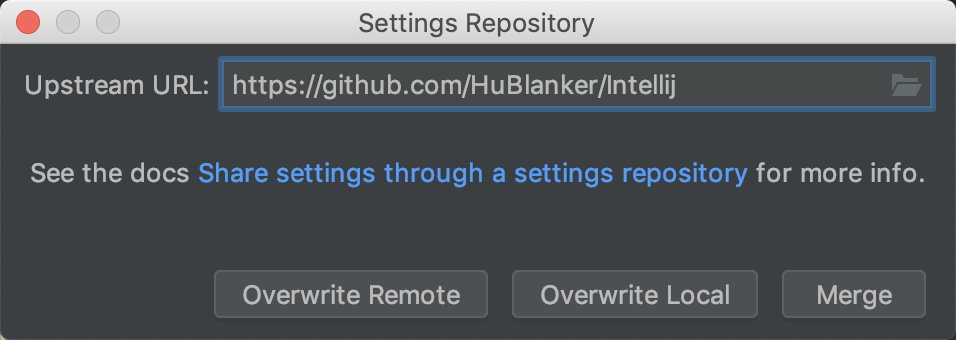 Settings Repository
Upstream URL: https://github.com/HuBlanker/Intellij
See the docs Share settings through a settings repository for more info.
Overwrite Remote Overwrite Local Merge